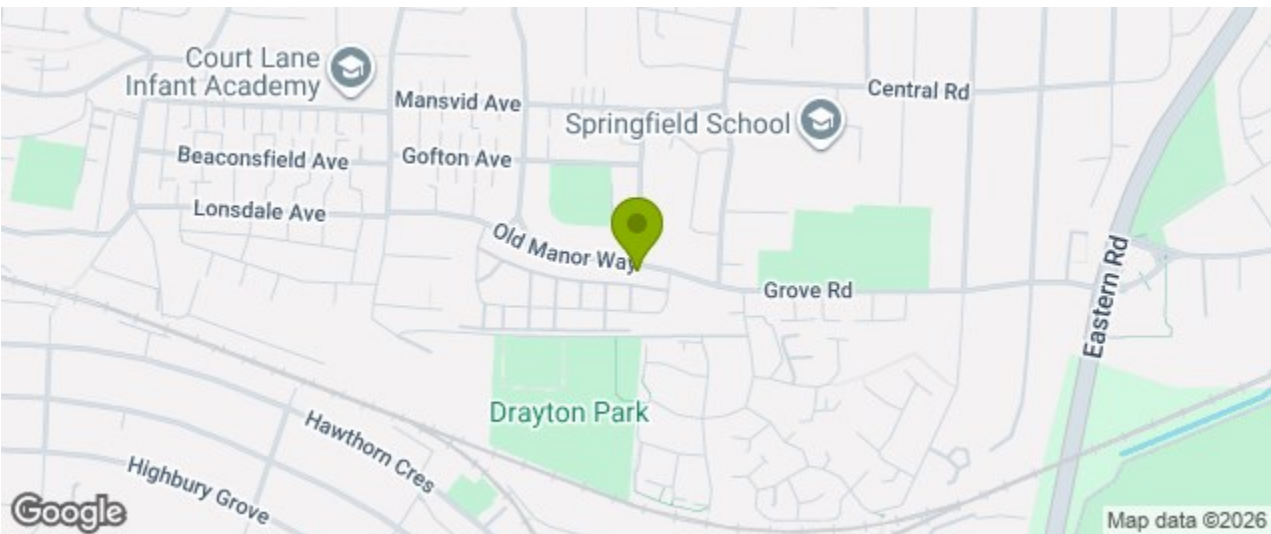 Court Lane
Infant Academy
Mansvid Ave
Central Rd
Springfield School
Beaconsfield Ave
Gofton Ave
Lonsdale Ave
Old Manor Way
Eastern Rd
Grove Rd
Drayton Park
Hawthorn Cres
Highbury Grove
Google
Map data ©2026